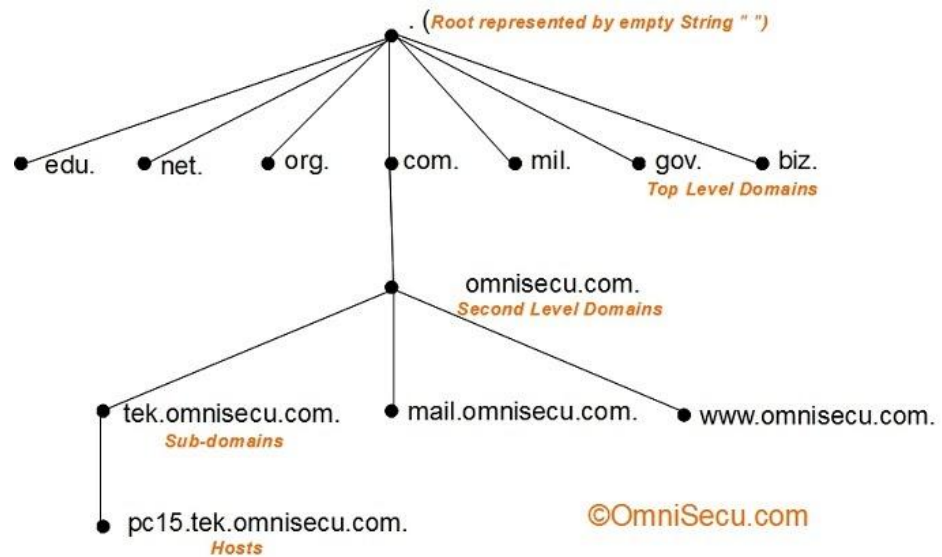 . (Root represented by empty String " ")
edu. net. org. com. mil. gov. biz.
Top Level Domains
omnisecu.com.
Second Level Domains
tek.omnisecu.com. mail.omnisecu.com. www.omnisecu.com.
Sub-domains
pc15.tek.omnisecu.com.
Hosts
©OmniSecu.com